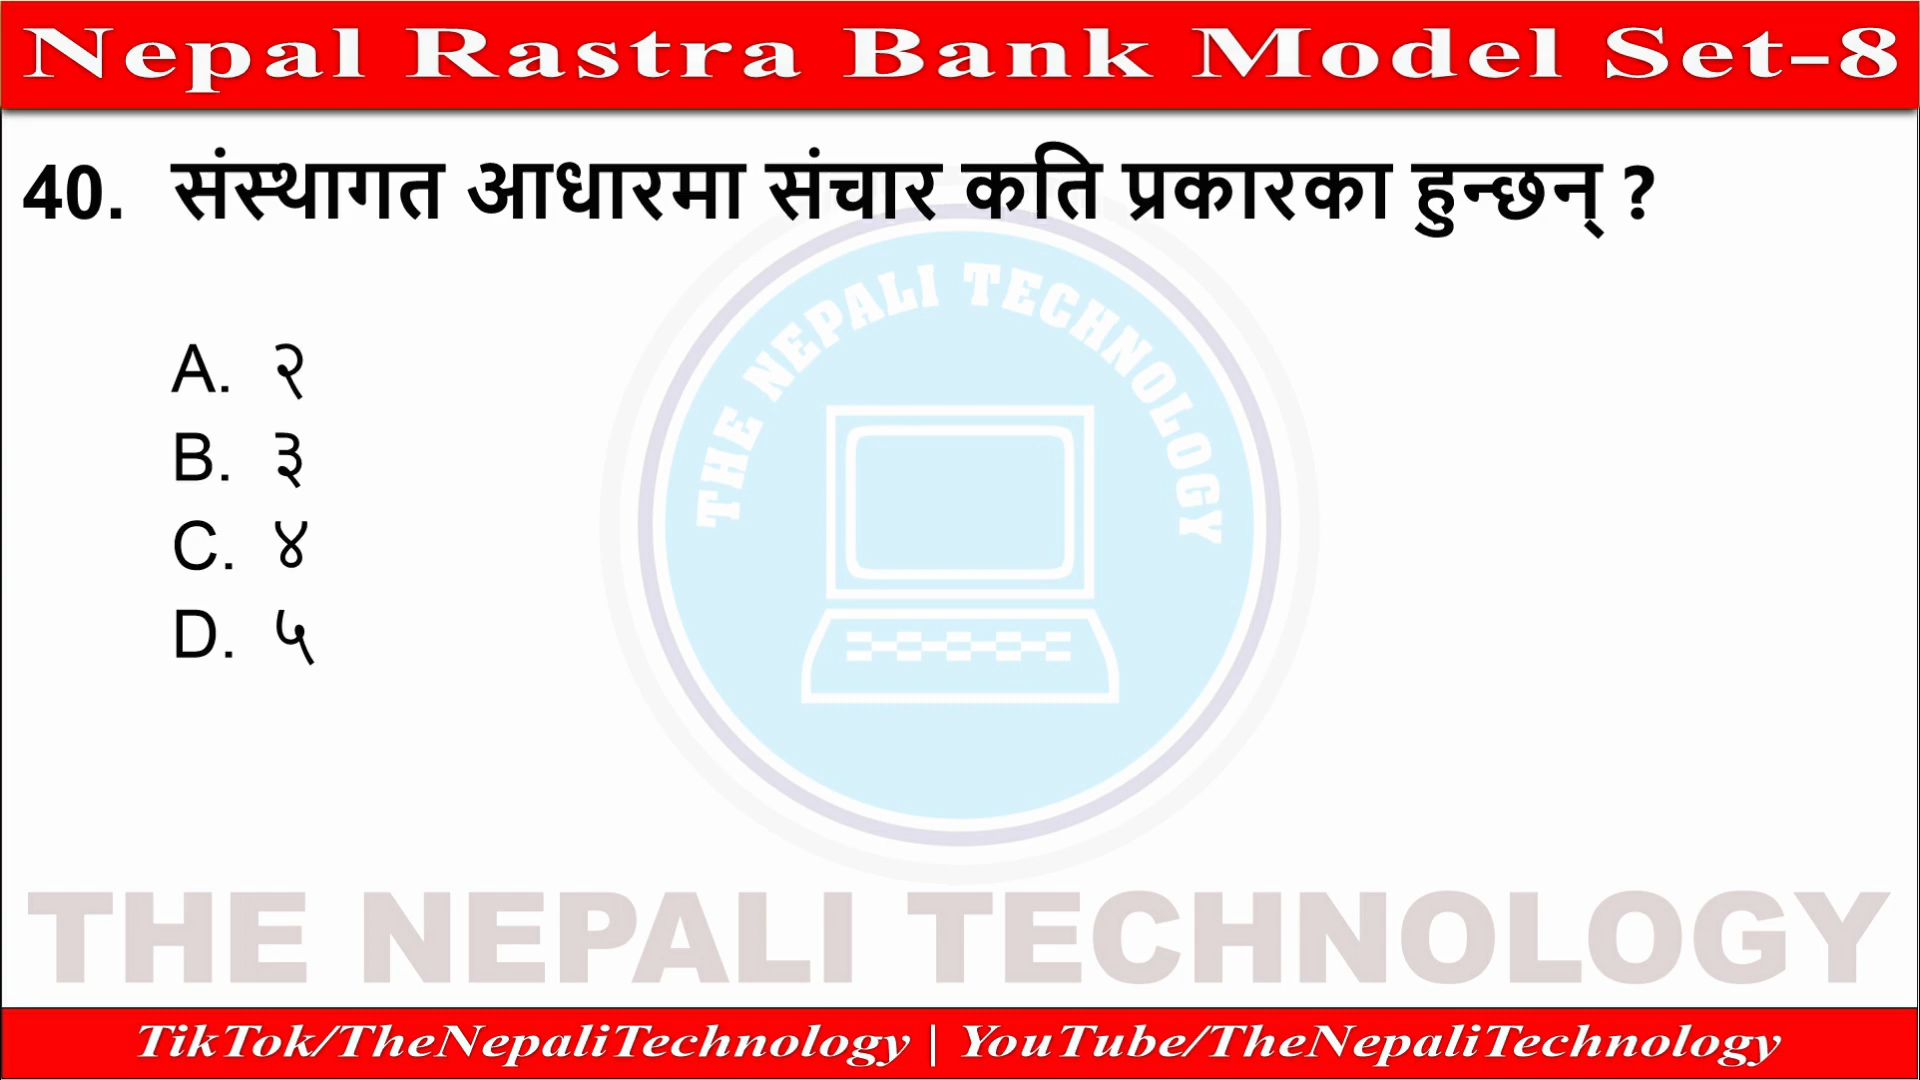 Nepal Rastra Bank Model Set-8
40. संस्थागत आधारमा संचार कति प्रकारका हुन्छन् ?
THE NEPALI TECHNOLOGY
A. २
B. ३
C. ४
D. ५
THE NEPALI TECHNOLOGY
TikTok/TheNepaliTechnology | YouTube/TheNepaliTechnology